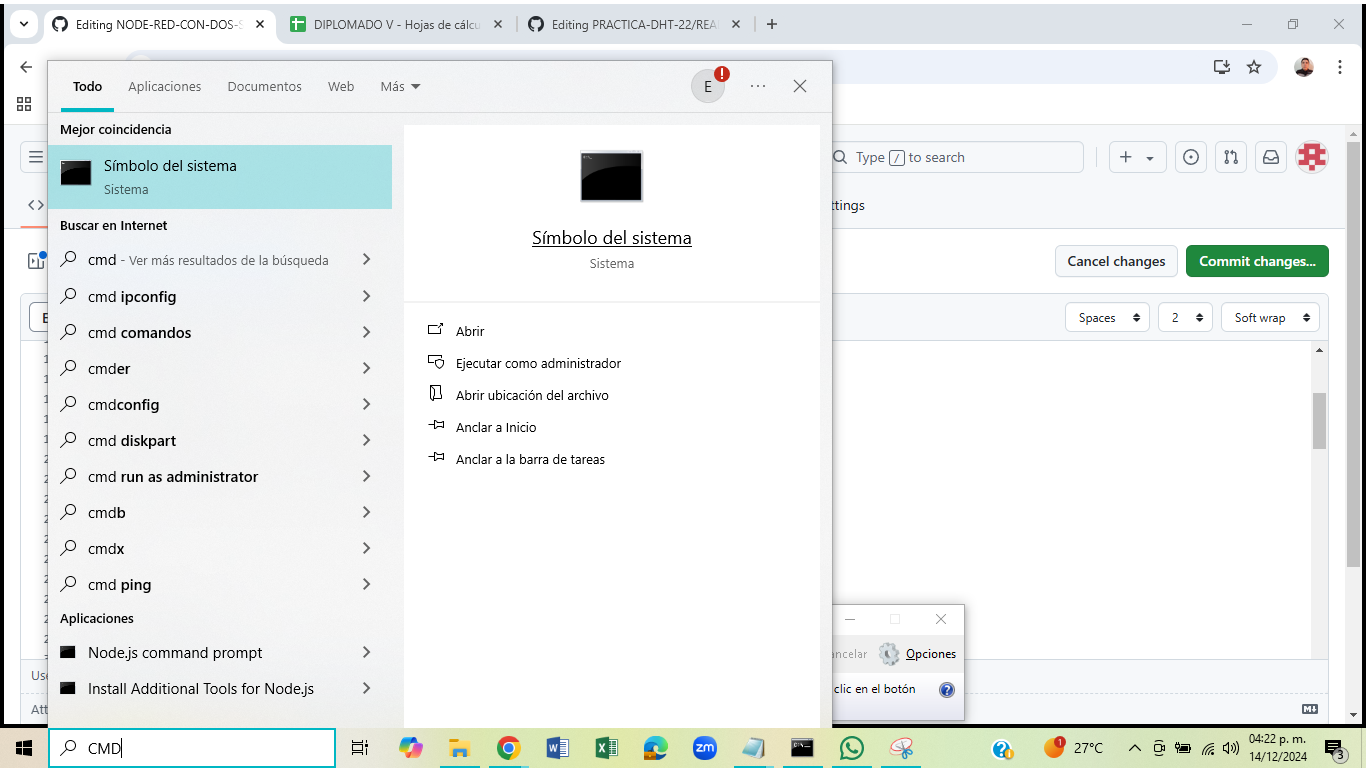 Editing NODE-RED-CON-DOS-S
DIPLOMADO V - Hojas de cálcu
Editing PRACTICA-DHT-22/REA
Todo
Aplicaciones
Documentos
Web
Más
E
Mejor coincidencia
Símbolo del sistema
Sistema
Buscar en Internet
cmd - Ver más resultados de la búsqueda
cmd ipconfig
cmd comandos
cmder
cmdconfig
cmd diskpart
cmd run as administrator
cmdb
cmdx
cmd ping
Aplicaciones
Node.js command prompt
Install Additional Tools for Node.js
Símbolo del sistema
Sistema
Abrir
Ejecutar como administrador
Abrir ubicación del archivo
Anclar a Inicio
Anclar a la barra de tareas
Type / to search
ttings
Cancel changes
Commit changes...
Spaces
2
Soft wrap
ancelar
Opciones
clic en el botón
Use
Att
CMD
zm
1
27°C
04:22 p. m.
14/12/2024
3